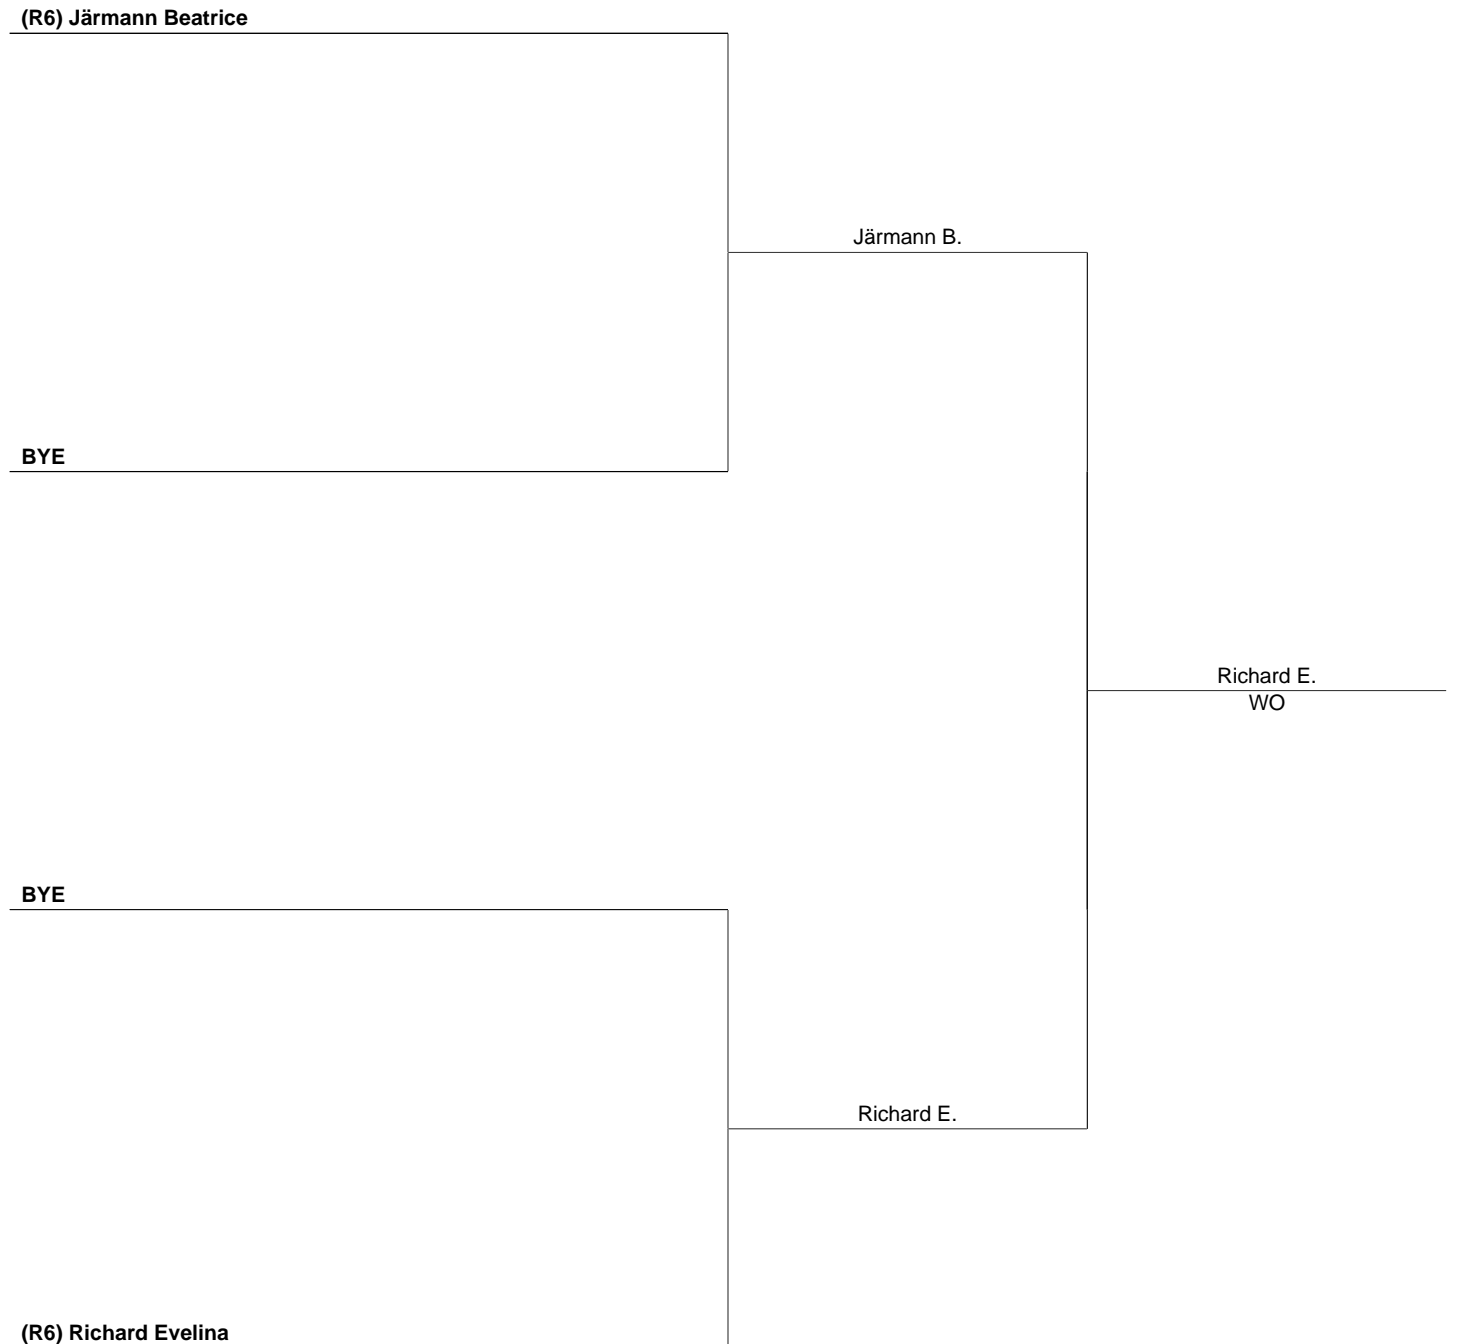 (R6) Järmann Beatrice
Järmann B.
BYE
Richard E.
WO
BYE
Richard E.
(R6) Richard Evelina